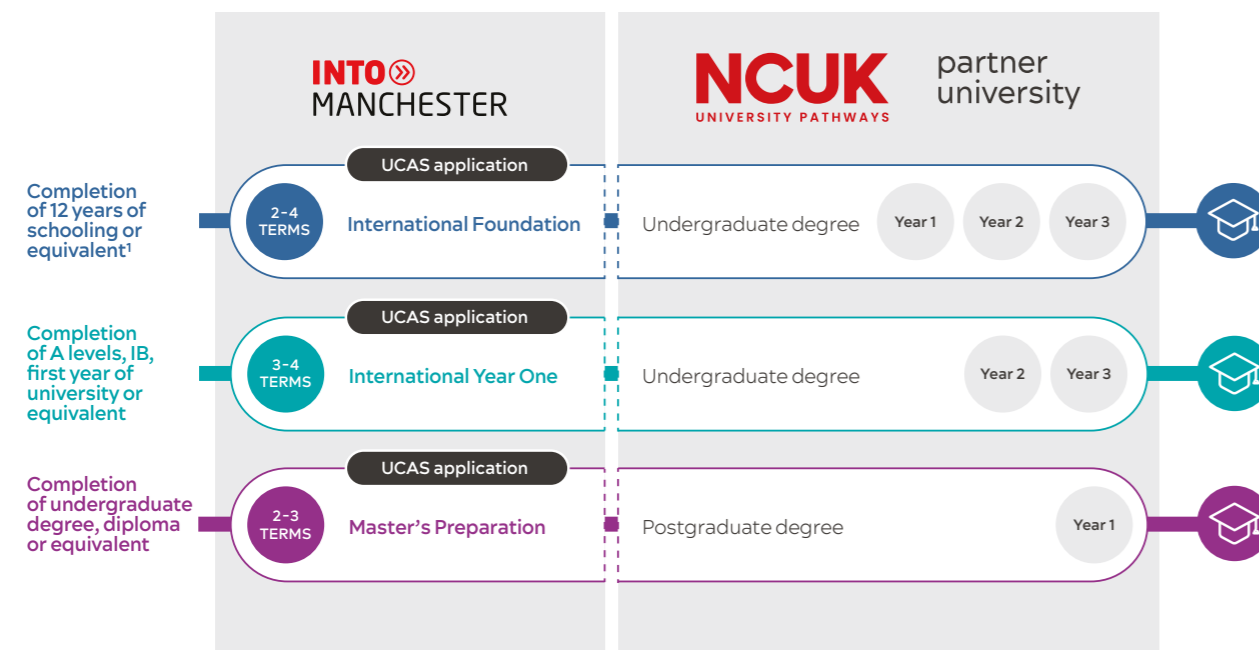 INTO
MANCHESTER
NCUK
UNIVERSITY PATHWAYS
partner
university
Completion
of 12 years of
schooling or
equivalent¹
2-4
TERMS
UCAS application
International Foundation
Undergraduate degree
Year 1
Year 2
Year 3
Completion
of A levels, IB,
first year of
university or
equivalent
3-4
TERMS
UCAS application
International Year One
Undergraduate degree
Year 2
Year 3
Completion
of undergraduate
degree, diploma
or equivalent
2-3
TERMS
UCAS application
Master's Preparation
Postgraduate degree
Year 1